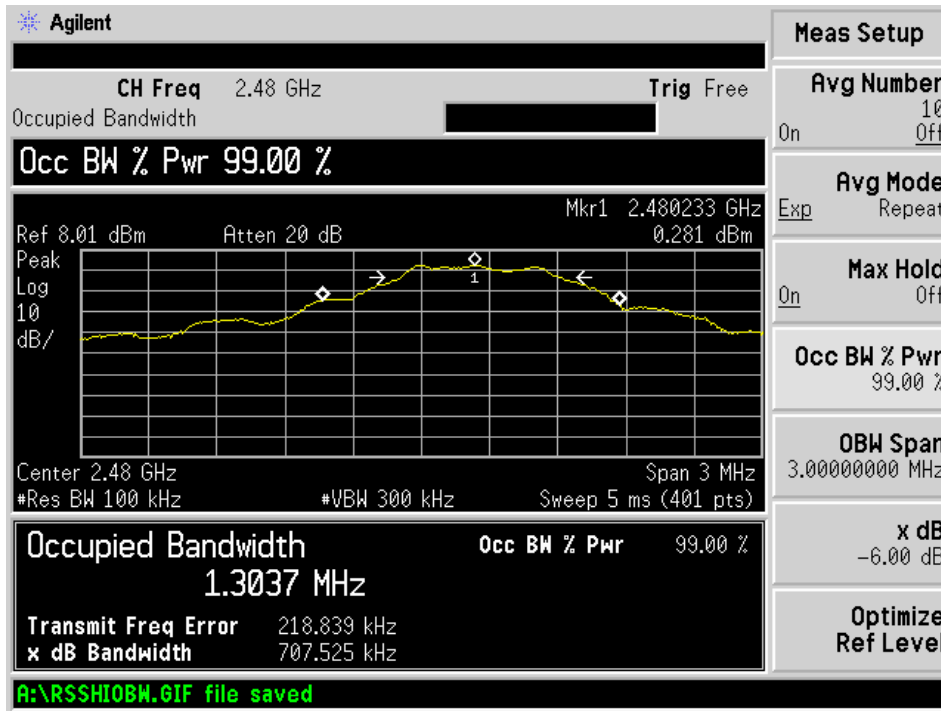 Agilent
CH Freq 2.48 GHz Trig Free
Occupied Bandwidth
Occ BW % Pwr 99.00 %
Mkr1 2.480233 GHz
Ref 8.01 dBm Atten 20 dB 0.281 dBm
Peak
Log
10
dB/
1
Center 2.48 GHz Span 3 MHz
#Res BW 100 kHz #VBW 300 kHz Sweep 5 ms (401 pts)
Occupied Bandwidth Occ BW % Pwr 99.00 %
1.3037 MHz
Transmit Freq Error 218.839 kHz
x dB Bandwidth 707.525 kHz
A:\RSSHIOBW.GIF file saved
Meas Setup
Avg Number
10
On Off
Avg Mode
Exp Repeat
Max Hold
On Off
Occ BW % Pwr
99.00 %
OBW Span
3.00000000 MHz
x dB
-6.00 dB
Optimize
Ref Level